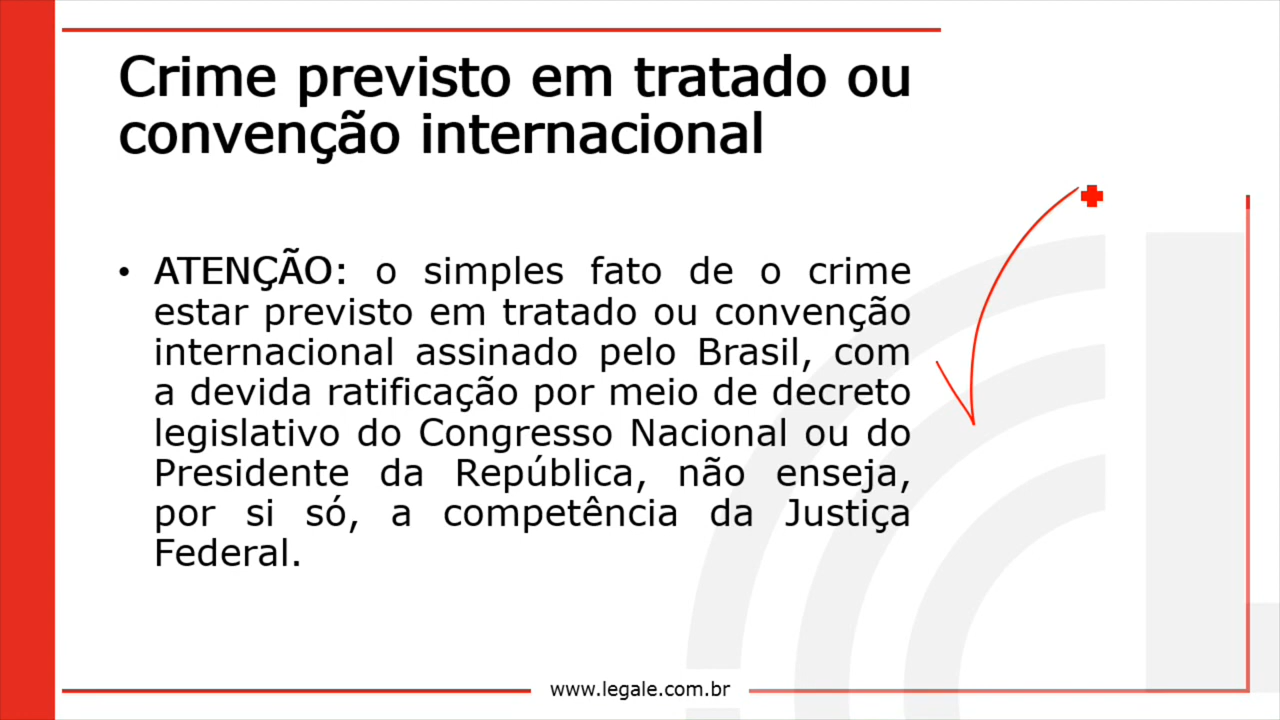 Crime previsto em tratado ou
convenção internacional
• ATENÇÃO: o simples fato de o crime
estar previsto em tratado ou convenção
internacional assinado pelo Brasil, com
a devida ratificação por meio de decreto
legislativo do Congresso Nacional ou do
Presidente da República, não enseja,
por si só, a competência da Justiça
Federal.
www.legale.com.br